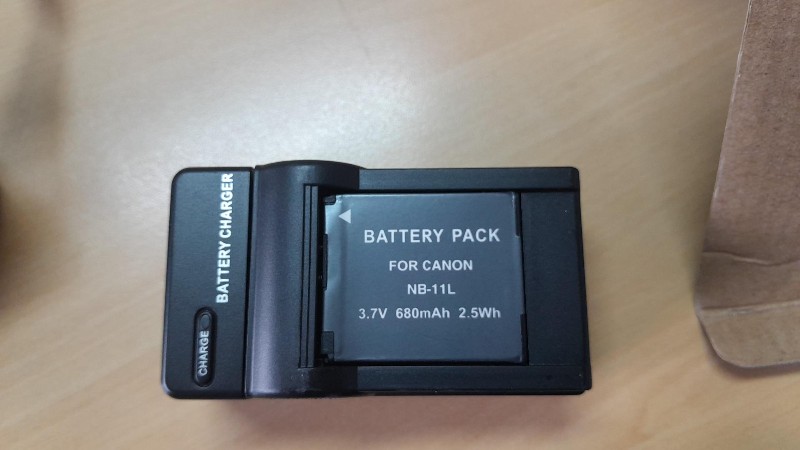 BATTERY CHARGER
CHARGE
BATTERY PACK
FOR CANON
NB-11L
3.7V 680mAh 2.5Wh